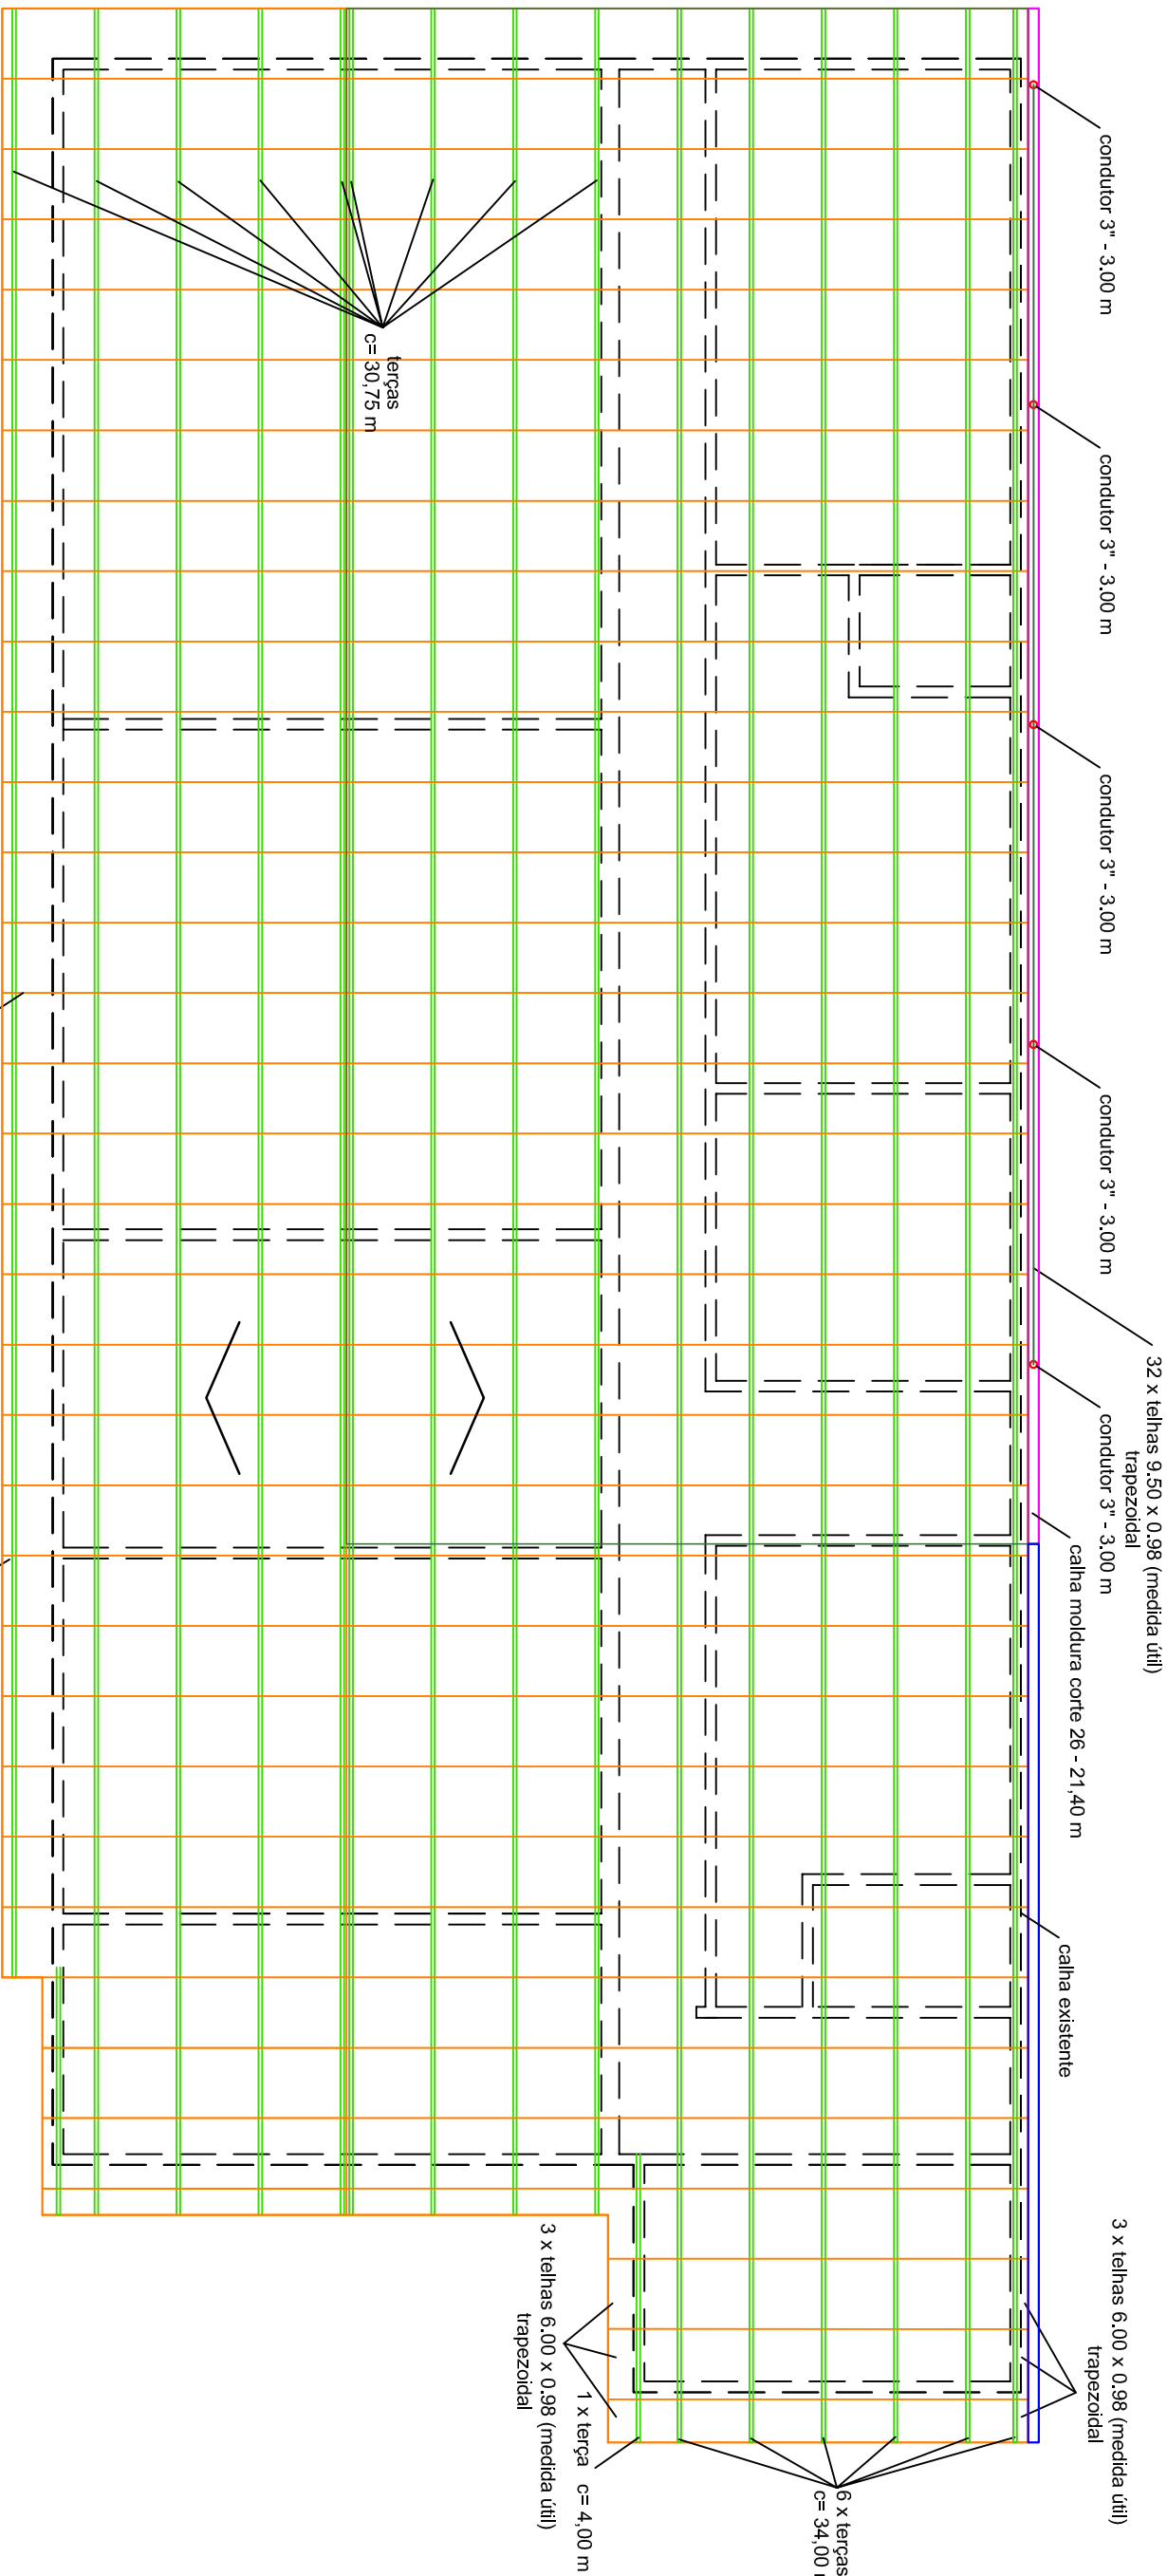 condutor 3" - 3.00 m
condutor 3" - 3.00 m
condutor 3" - 3.00 m
condutor 3" - 3.00 m
condutor 3" - 3.00 m
32 x telhas 9.50 x 0.98 (medida útil)
trapezoidal
calha moldura corte 26 - 21,40 m
calha existente
terças
c= 30,75 m
3 x telhas 6.00 x 0.98 (medida útil)
trapezoidal
3 x telhas 6.00 x 0.98 (medida útil)
trapezoidal
1 x terça c= 4,00 m
6 x terças
c= 34,00